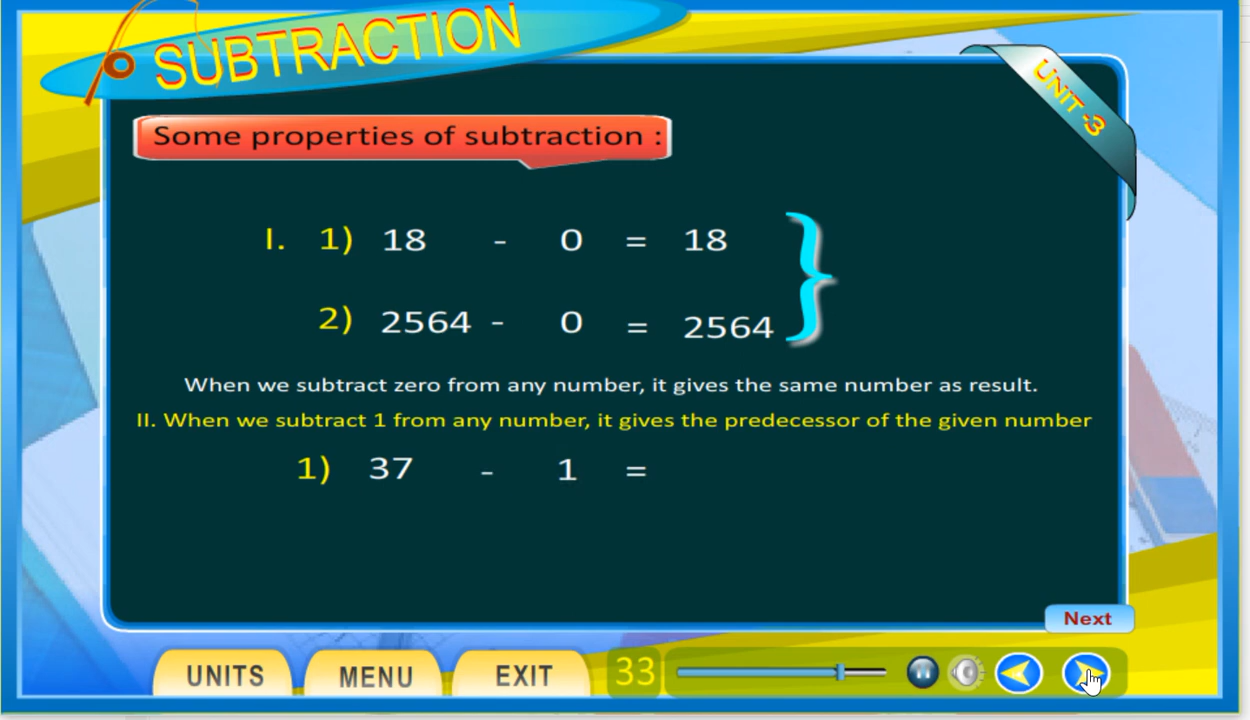 SUBTRACTION
UNIT -3
Some properties of subtraction :
I. 1) 18 - 0 = 18
2) 2564 - 0 = 2564
When we subtract zero from any number, it gives the same number as result.
II. When we subtract 1 from any number, it gives the predecessor of the given number
1) 37 - 1 =
Next
UNITS MENU EXIT 33